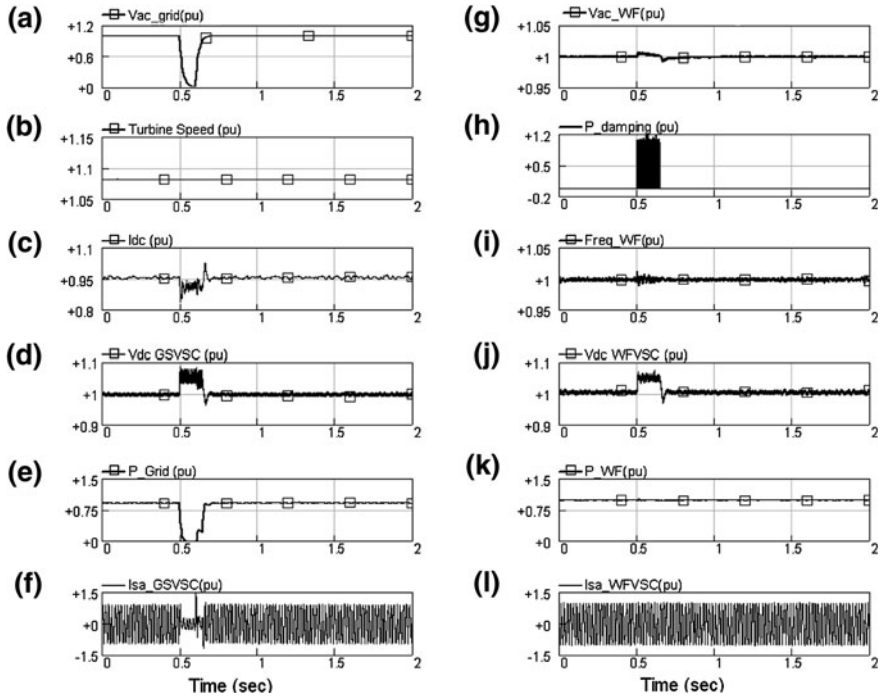 (a)
Vac_grid(pu)
+1.2
+0.6
+0
0 0.5 1 1.5 2
(b)
Turbine Speed (pu)
+1.15
+1.1
+1.05
0 0.5 1 1.5 2
(c)
Idc (pu)
+1.1
+0.95
+0.8
0 0.5 1 1.5 2
(d)
Vdc GSVSC (pu)
+1.1
+1
+0.9
0 0.5 1 1.5 2
(e)
P_Grid (pu)
+1.5
+0.75
+0
0 0.5 1 1.5 2
(f)
Isa_GSVSC(pu)
+1.5
+0
-1.5
0 0.5 1 1.5 2
Time (sec)
(g)
Vac_WF(pu)
+1.05
+1
+0.95
0 0.5 1 1.5 2
(h)
P_damping (pu)
+1.2
+0.5
-0.2
0 0.5 1 1.5 2
(i)
Freq_WF(pu)
+1.05
+1
+0.95
0 0.5 1 1.5 2
(j)
Vdc WFVSC (pu)
+1.1
+1
+0.9
0 0.5 1 1.5 2
(k)
P_WF(pu)
+1.5
+0.75
+0
0 0.5 1 1.5 2
(l)
Isa_WFVSC(pu)
+1.5
+0
-1.5
0 0.5 1 1.5 2
Time (sec)